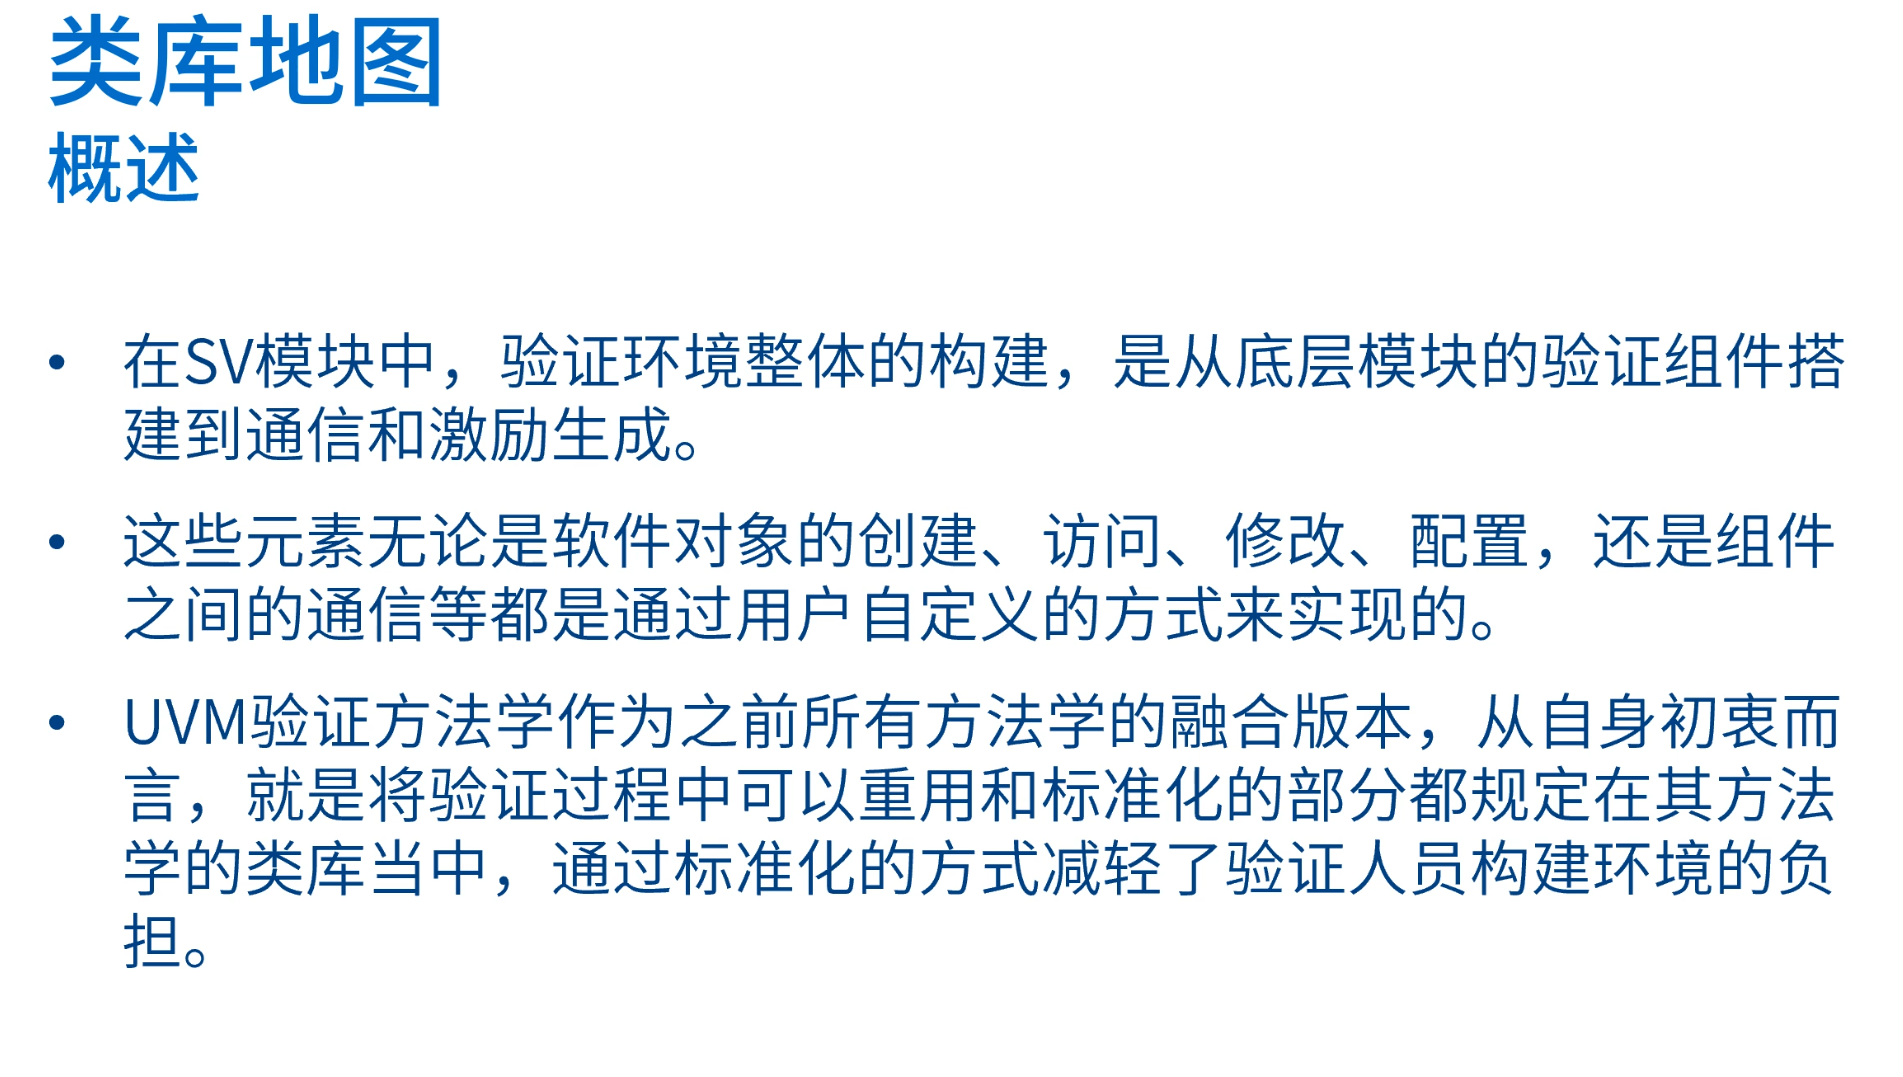 类库地图
概述
• 在SV模块中，验证环境整体的构建，是从底层模块的验证组件搭
建到通信和激励生成。
• 这些元素无论是软件对象的创建、访问、修改、配置，还是组件
之间的通信等都是通过用户自定义的方式来实现的。
• UVM验证方法学作为之前所有方法学的融合版本，从自身初衷而
言，就是将验证过程中可以重用和标准化的部分都规定在其方法
学的类库当中，通过标准化的方式减轻了验证人员构建环境的负
担。